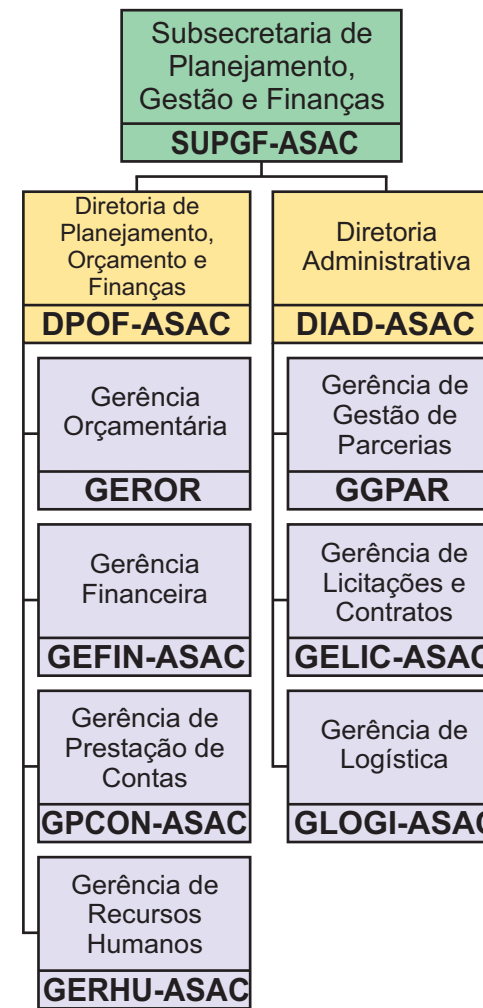 Subsecretaria de
Planejamento,
Gestão e Finanças
SUPGF-ASAC
Diretoria de
Planejamento,
Orçamento e
Finanças
DPOF-ASAC
Gerência
Orçamentária
GEROR
Gerência
Financeira
GEFIN-ASAC
Gerência de
Prestação de
Contas
GPCON-ASAC
Gerência de
Recursos
Humanos
GERHU-ASAC
Diretoria
Administrativa
DIAD-ASAC
Gerência de
Gestão de
Parcerias
GGPAR
Gerência de
Licitações e
Contratos
GELIC-ASAC
Gerência de
Logística
GLOGI-ASAC